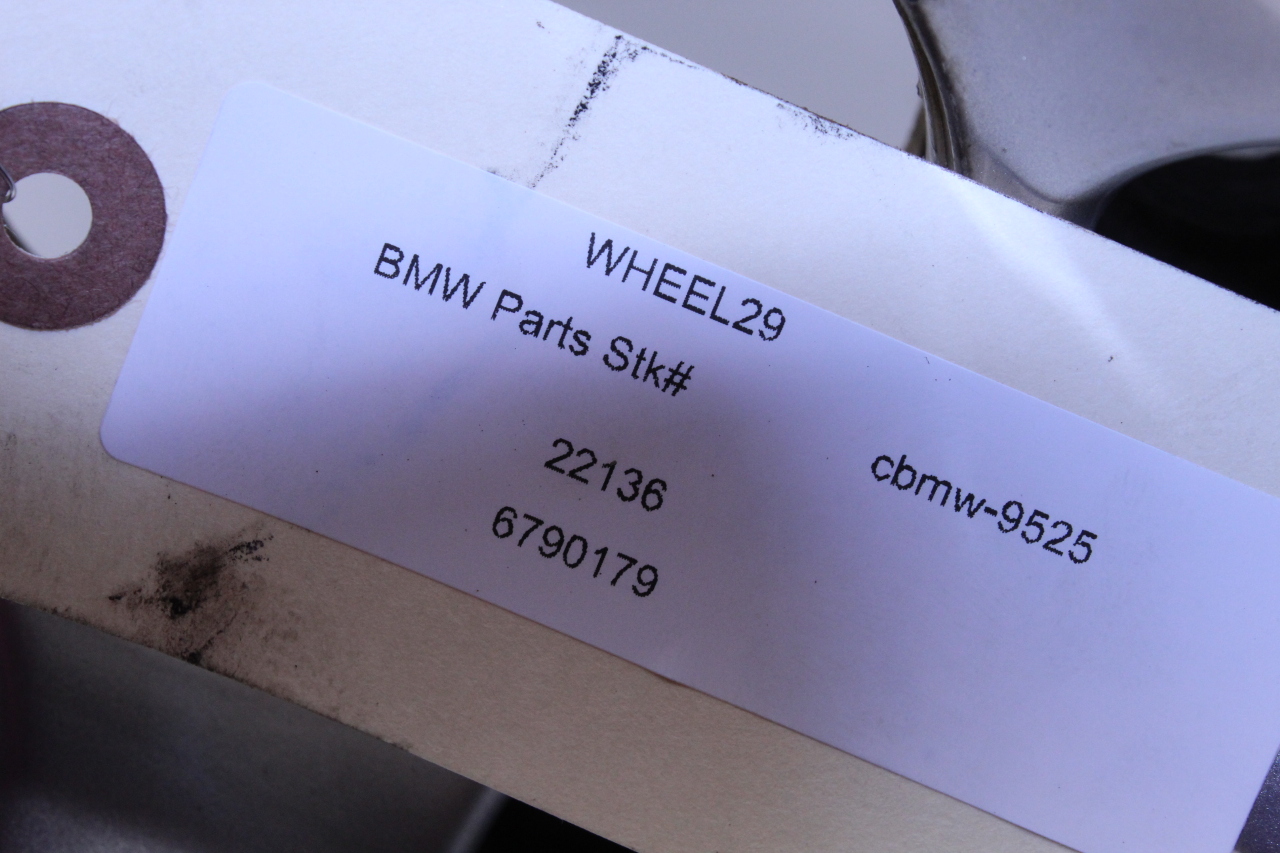 WHEEL29
BMW Parts Stk#
22136 cbmw-9525
6790179